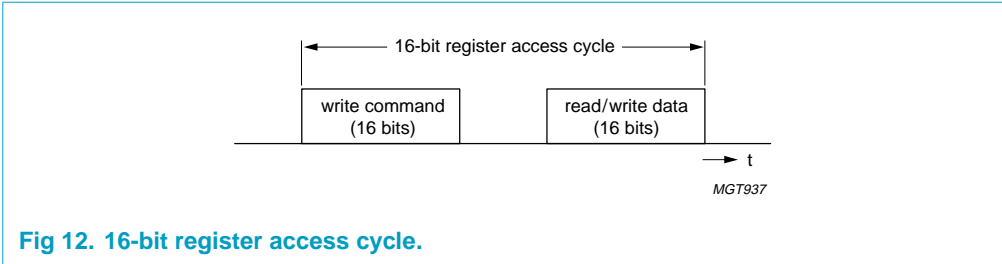 16-bit register access cycle
write command
(16 bits)
read/write data
(16 bits)
t
MGT937
Fig 12. 16-bit register access cycle.